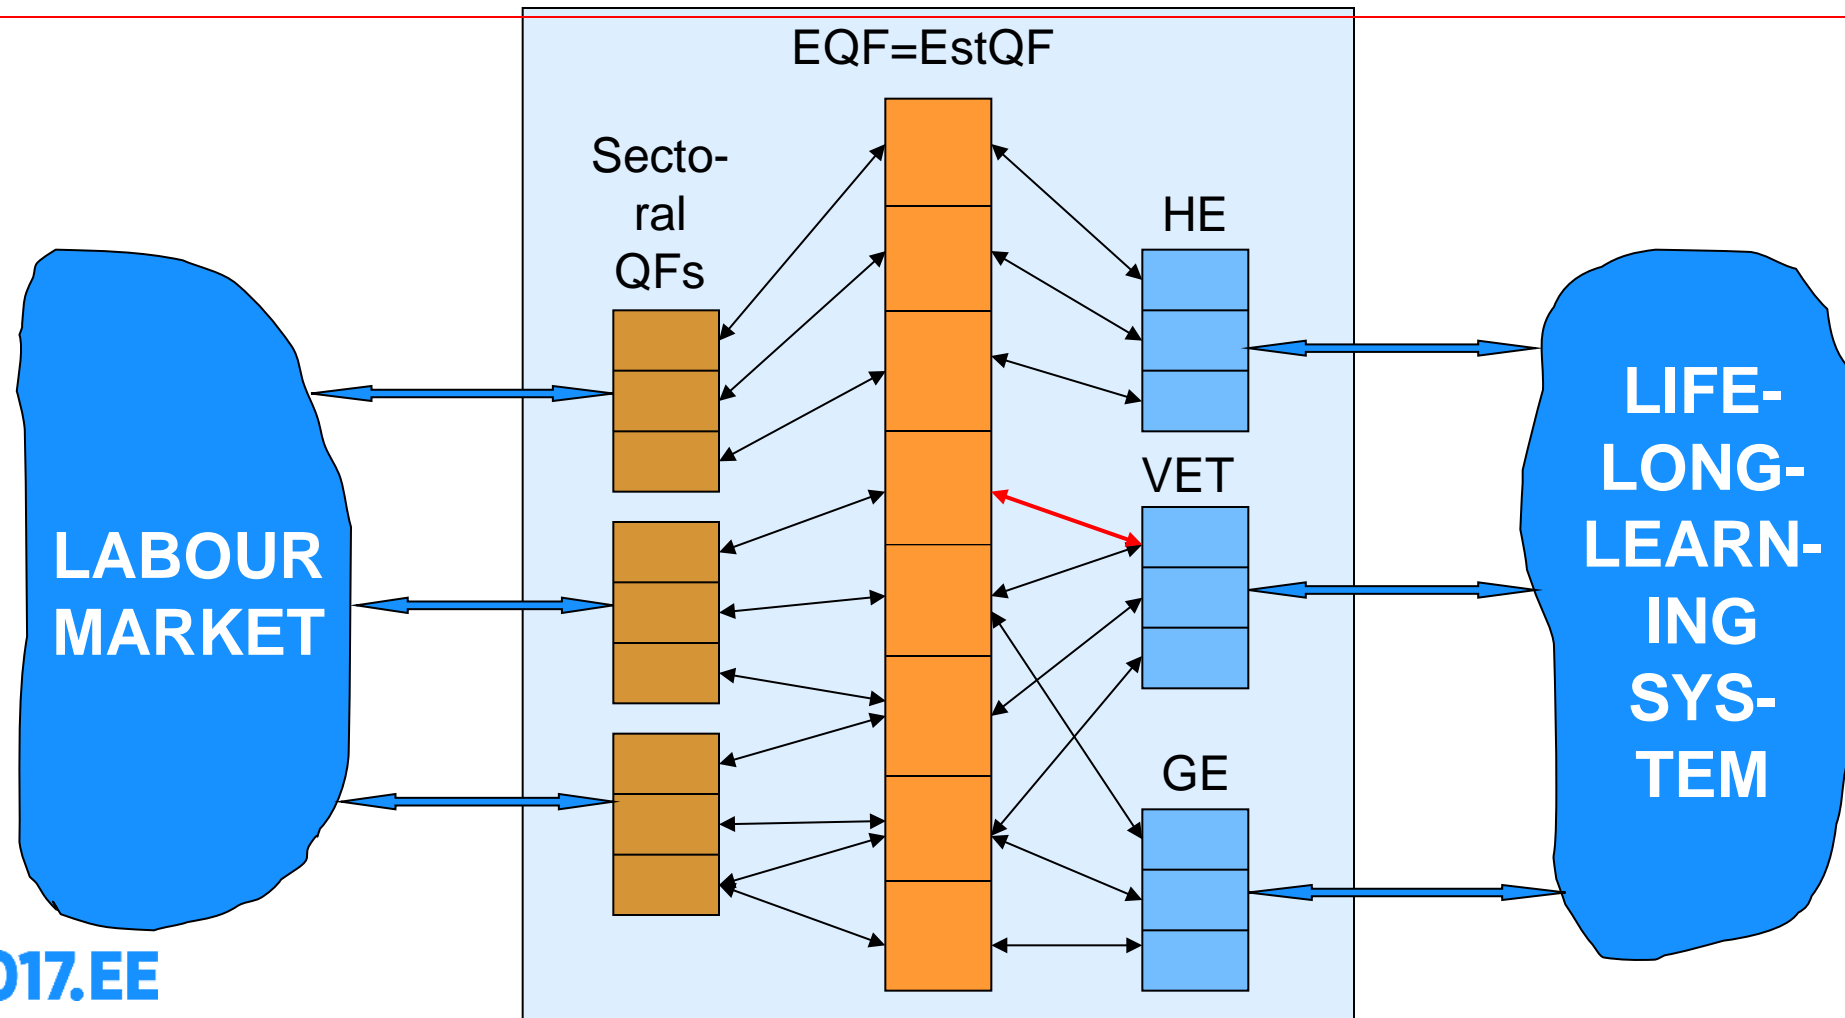 EQF=EstQF
Secto-
ral
QFs
HE
VET
GE
LABOUR
MARKET
LIFE-
LONG-
LEARN-
ING
SYS-
TEM
017.EE